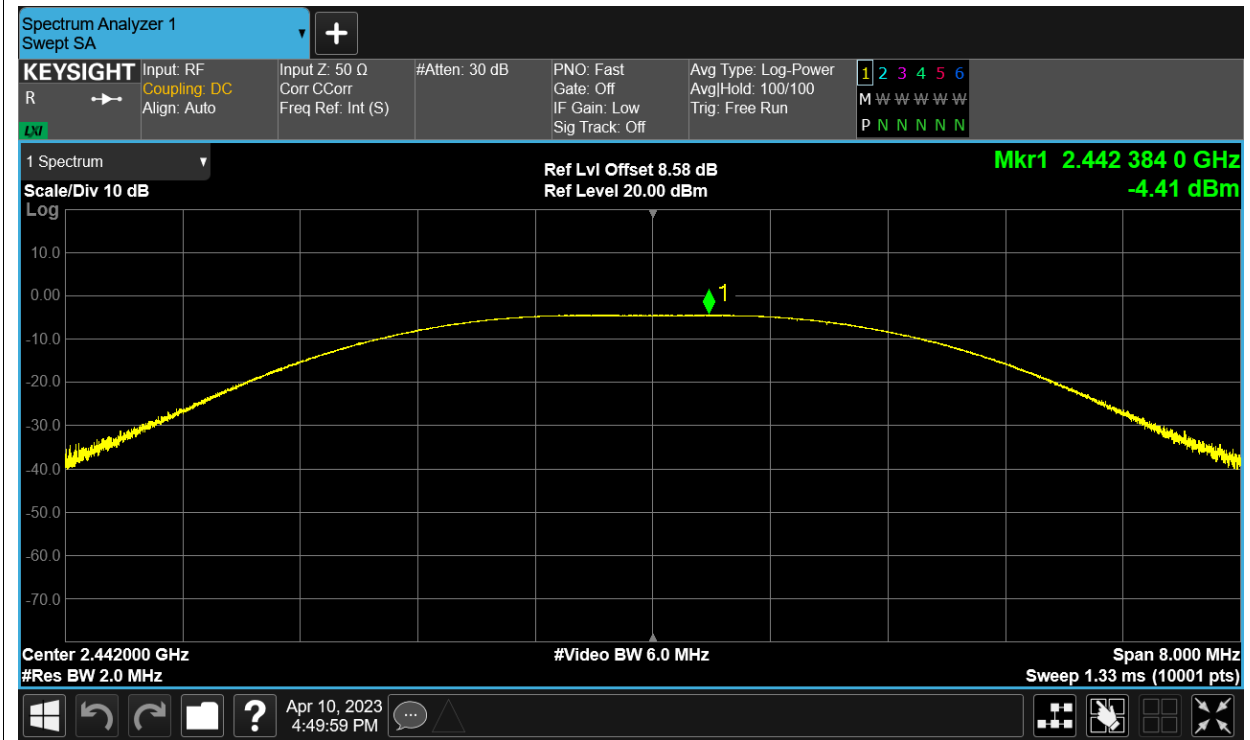 Spectrum Analyzer 1
Swept SA
KEYSIGHT
R
LXI
Input: RF
Coupling: DC
Align: Auto
Input Z: 50 Ω
Corr CCorr
Freq Ref: Int (S)
#Atten: 30 dB
PNO: Fast
Gate: Off
IF Gain: Low
Sig Track: Off
Avg Type: Log-Power
Avg|Hold: 100/100
Trig: Free Run
1 2 3 4 5 6
M W W W W W
P N N N N N
1 Spectrum
Scale/Div 10 dB
Log
Ref Lvl Offset 8.58 dB
Ref Level 20.00 dBm
Mkr1 2.442 384 0 GHz
-4.41 dBm
10.0
0.00
-10.0
-20.0
-30.0
-40.0
-50.0
-60.0
-70.0
1
Center 2.442000 GHz
#Res BW 2.0 MHz
#Video BW 6.0 MHz
Span 8.000 MHz
Sweep 1.33 ms (10001 pts)
?
Apr 10, 2023
4:49:59 PM